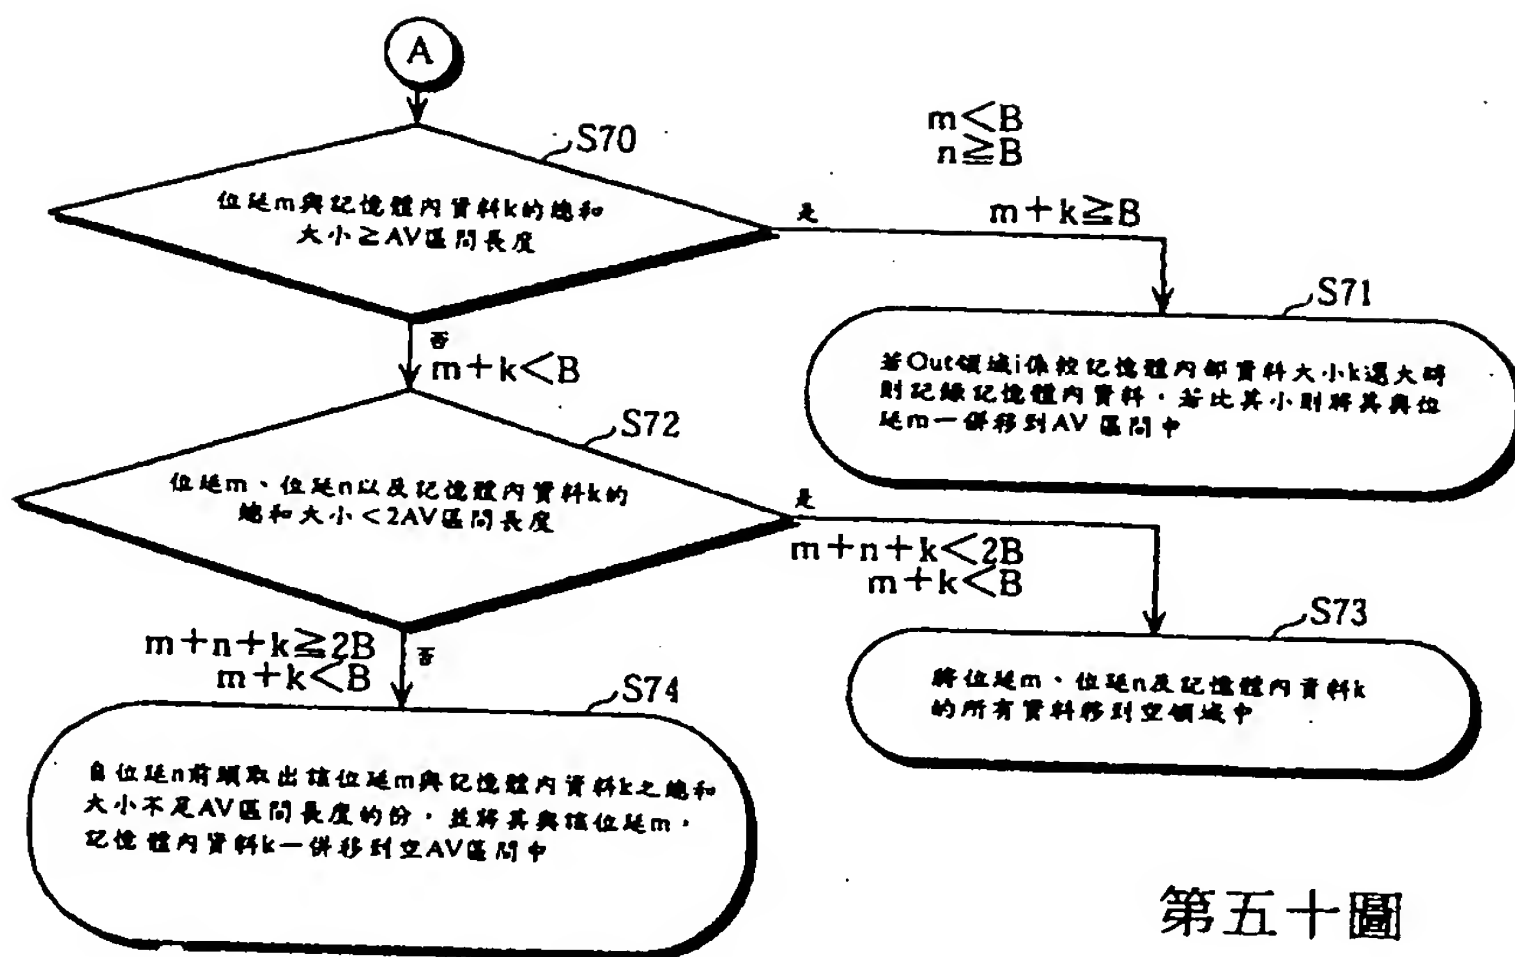 A
S70
m＜B
n≧B
位延m與記憶體內資料k的總和
大小≥AV區間長度
是
m＋k≧B
S71
若Out領域i係較記憶體內部資料大小k還大時
則記錄記憶體內資料，若比其小則將其與位
延m一併移到AV區間中
否
m＋k＜B
S72
位延m、位延n以及記憶體內資料k的
總和大小＜2AV區間長度
是
m＋n＋k＜2B
m＋k＜B
S73
將位延m、位延n及記憶體內資料k
的所有資料移到空領域中
m＋n＋k≧2B
m＋k＜B
否
S74
自位延n前頭取出該位延m與記憶體內資料k之總和
大小不足AV區間長度的份，並將其與該位延m，
記憶體內資料k一併移到空AV區間中
第五十圖